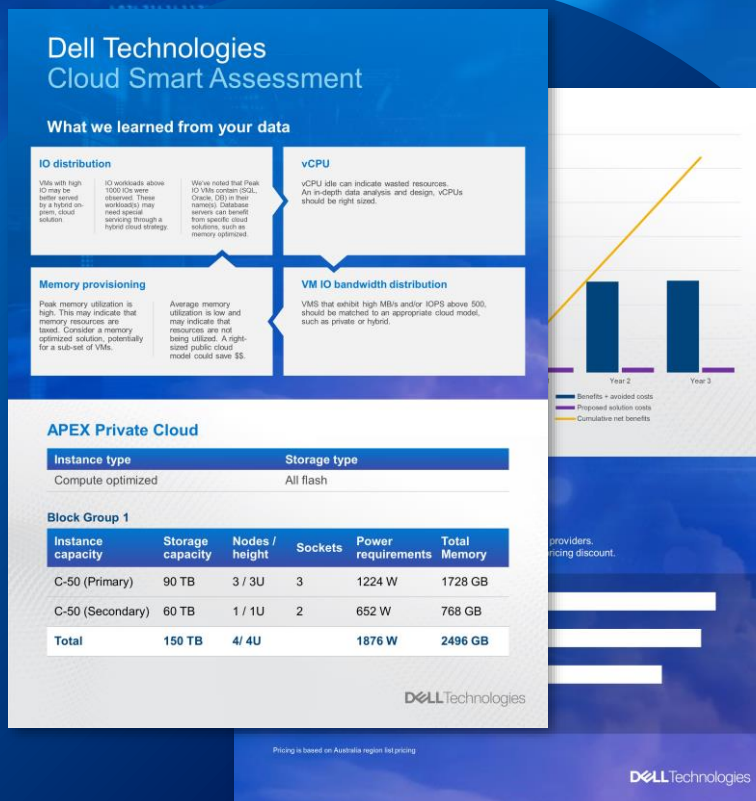 Dell Technologies
Cloud Smart Assessment
What we learned from your data
IO distribution
VMs with high
IO may be
better served
by a hybrid on-
prem, cloud
solution.
IO workloads above
1000 IOs were
observed. These
workload(s) may
need special
servicing through a
hybrid cloud strategy.
We've noted that Peak
IO VMs contain (SQL,
Oracle, DB) in their
name(s). Database
servers can benefit
from specific cloud
solutions, such as
memory optimized.
vCPU
vCPU idle can indicate wasted resources.
An in-depth data analysis and design, vCPUs
should be right sized.
Memory provisioning
Peak memory utilization is
high. This may indicate that
memory resources are
taxed. Consider a memory
optimized solution, potentially
for a sub-set of VMs.
Average memory
utilization is low and
may indicate that
resources are not
being utilized. A right-
sized public cloud
model could save $$.
VM IO bandwidth distribution
VMS that exhibit high MB/s and/or IOPS above 500,
should be matched to an appropriate cloud model,
such as private or hybrid.
APEX Private Cloud
Instance type Storage type
Compute optimized All flash
Block Group 1
Instance capacity Storage capacity Nodes / height Sockets Power requirements Total Memory
C-50 (Primary) 90 TB 3 / 3U 3 1224 W 1728 GB
C-50 (Secondary) 60 TB 1 / 1U 2 652 W 768 GB
Total 150 TB 4/ 4U 1876 W 2496 GB
DELLTechnologies
Year 2 Year 3
Benefits + avoided costs
Proposed solution costs
Cumulative net benefits
providers.
pricing discount.
Pricing is based on Australia region list pricing
DELLTechnologies